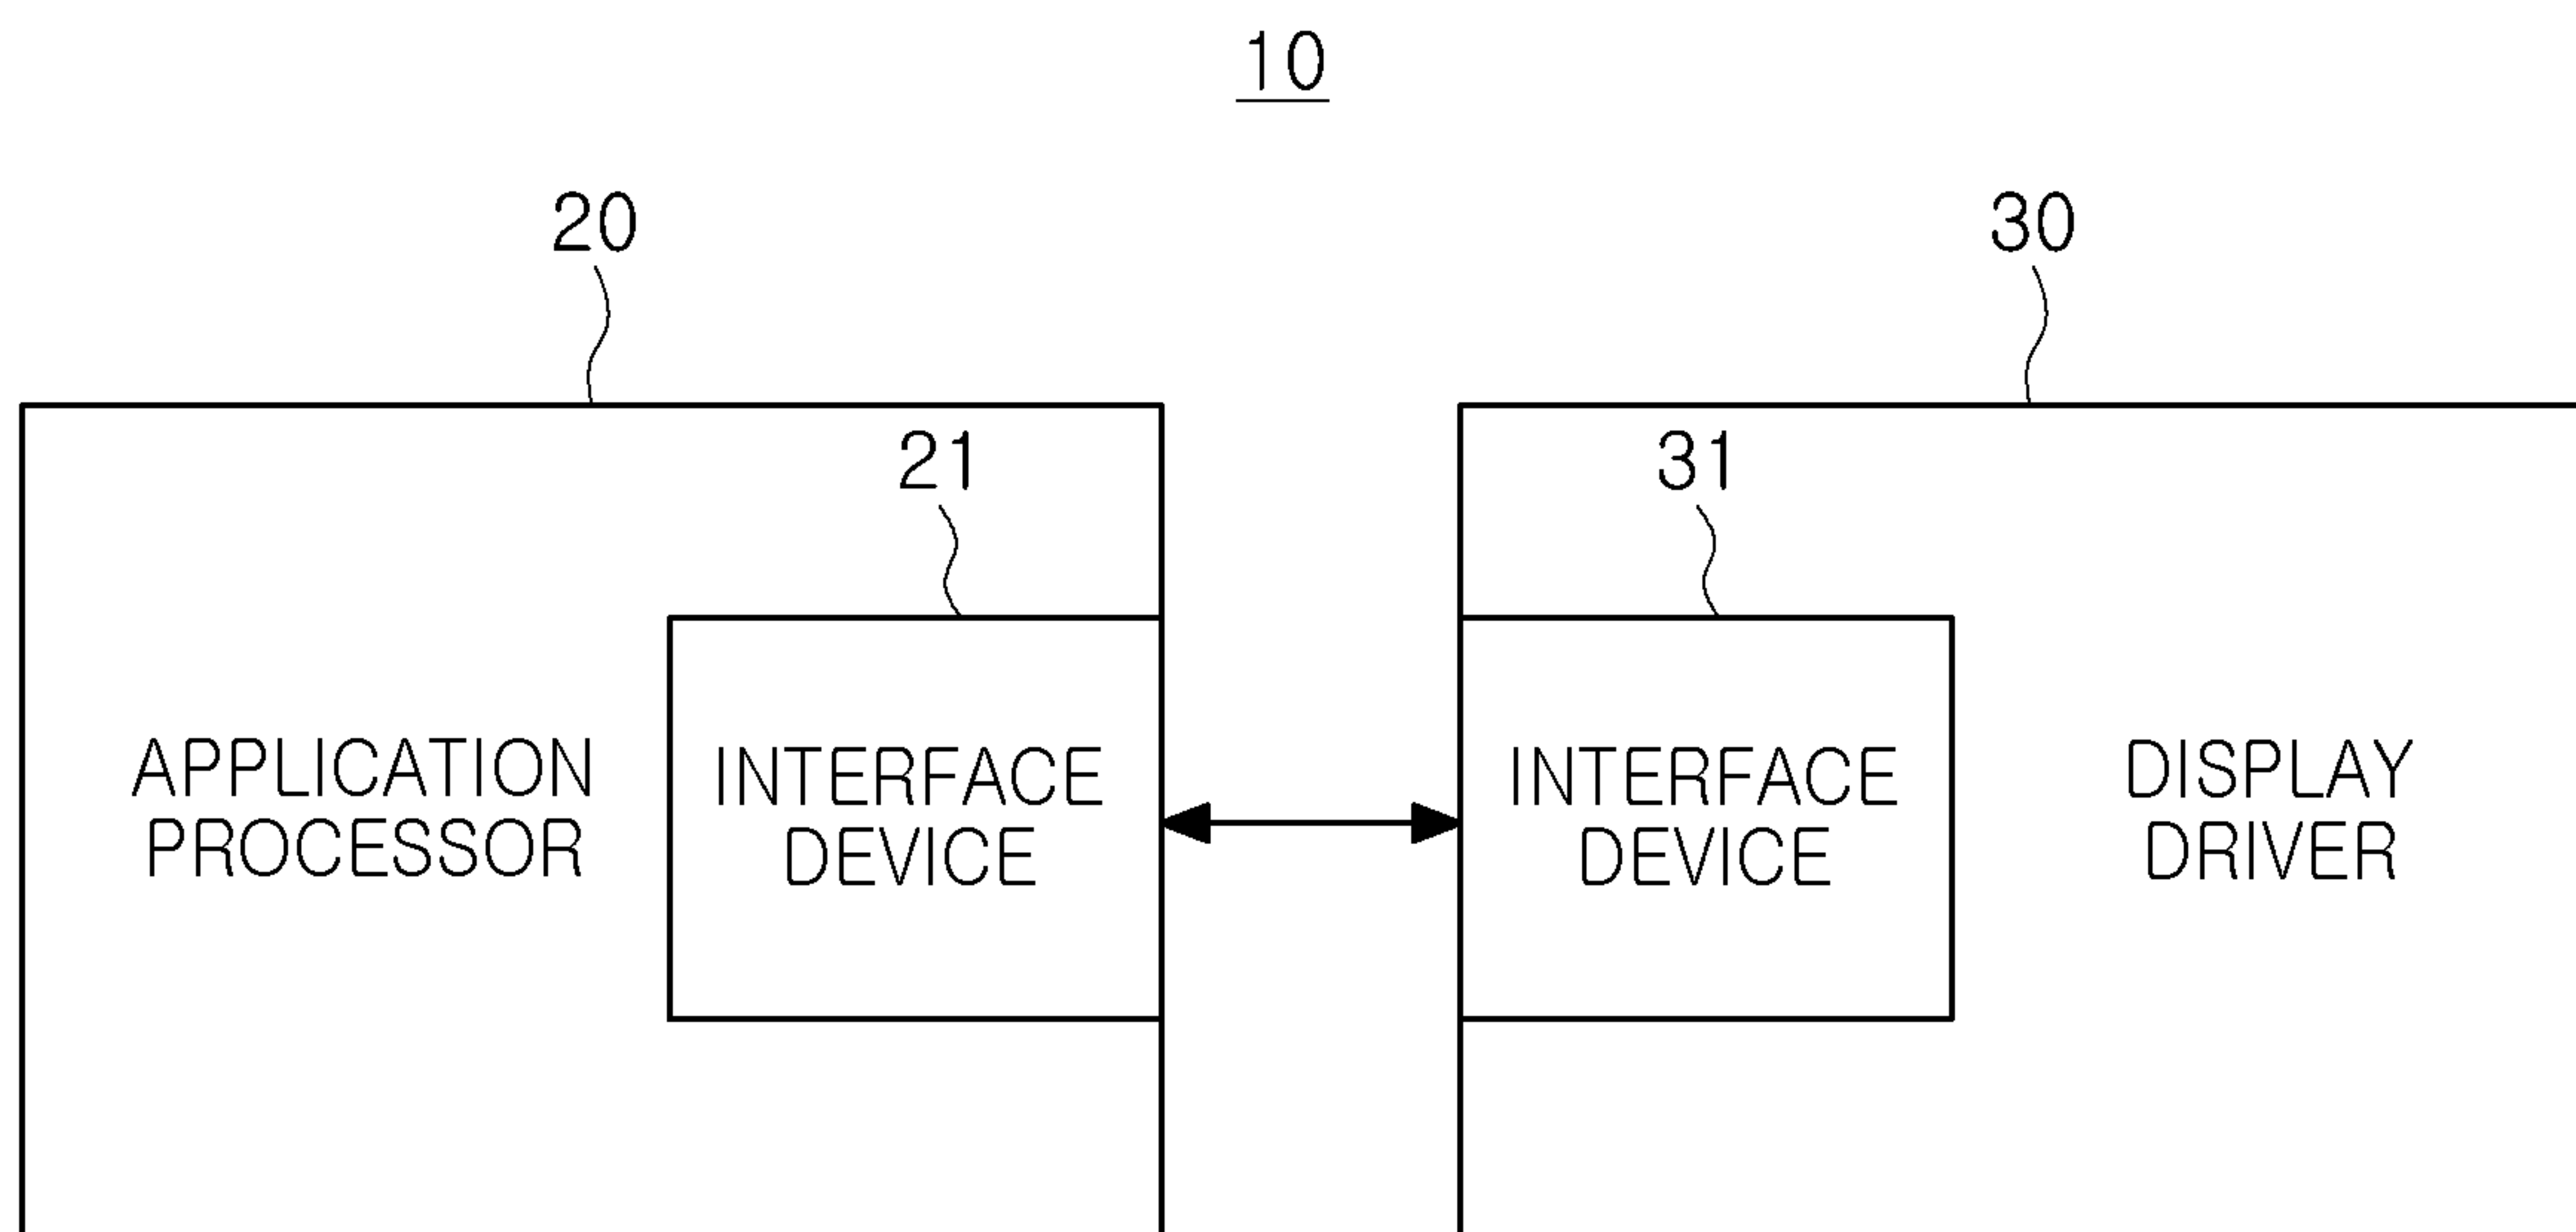 10
20
30
21
31
APPLICATION
PROCESSOR
INTERFACE
DEVICE
INTERFACE
DEVICE
DISPLAY
DRIVER